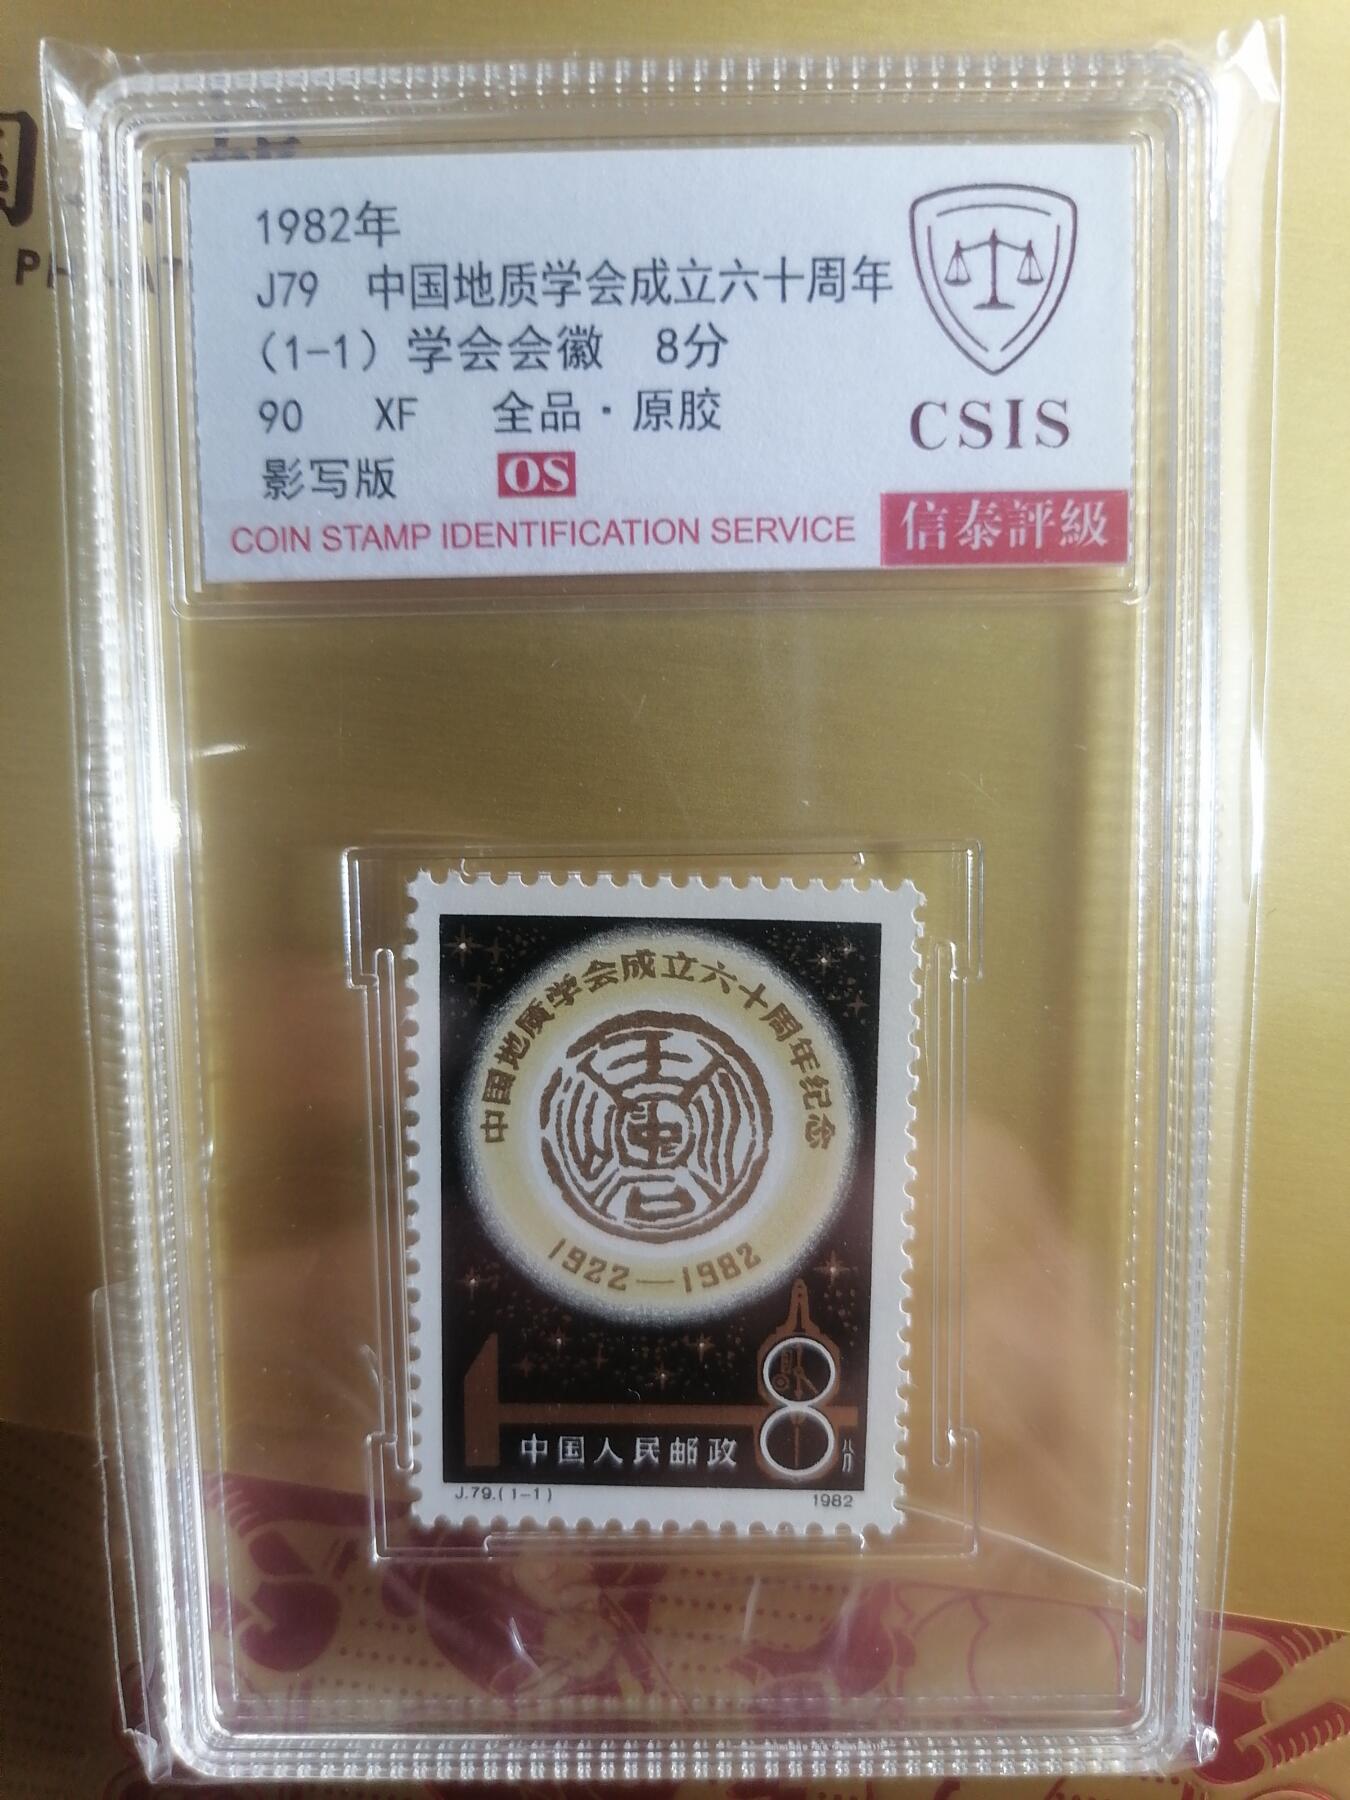 1982年
J79 中国地质学会成立六十周年
(1-1) 学会会徽 8分
90 XF 全品·原胶
影写版 OS
COIN STAMP IDENTIFICATION SERVICE
CSIS
信泰評級
中国地质学会成立六十周年纪念
1922—1982
8分
中国人民邮政
J.79.(1-1) 1982